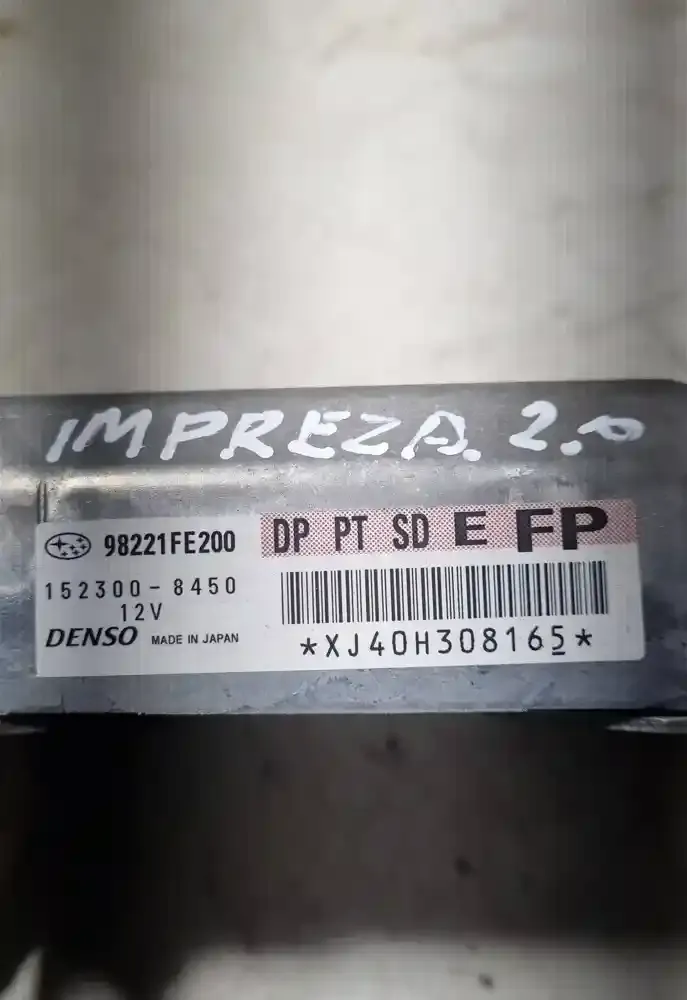 IMPREZA. 2.0
98221FE200 DP PT SD E FP
152300-8450
12V
DENSO MADE IN JAPAN
*XJ40H308165*